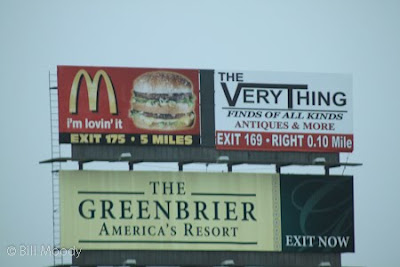 M
i'm lovin' it
EXIT 175 • 5 MILES
THE
VERYTHING
FINDS OF ALL KINDS
ANTIQUES & MORE
EXIT 169 - RIGHT 0.10 Mile
THE
GREENBRIER
AMERICA'S RESORT
G
EXIT NOW
© Bill Moody